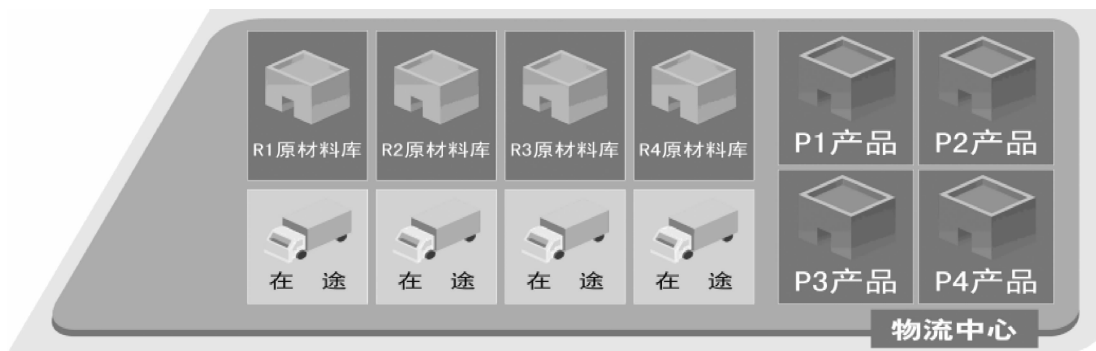 R1原材料库
R2原材料库
R3原材料库
R4原材料库
P1产品
P2产品
在 途
在 途
在 途
在 途
P3产品
P4产品
物流中心